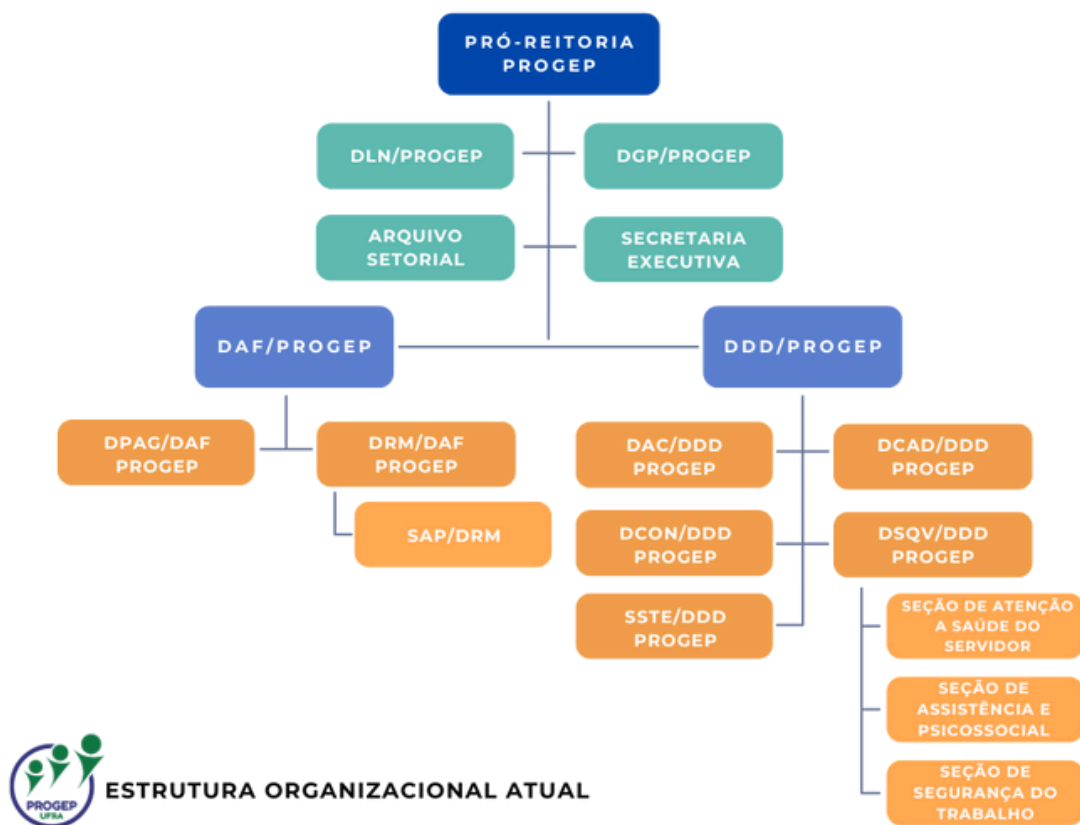 PRÓ-REITORIA
PROGEP
DLN/PROGEP
DGP/PROGEP
ARQUIVO
SETORIAL
SECRETARIA
EXECUTIVA
DAF/PROGEP
DDD/PROGEP
DPAG/DAF
PROGEP
DRM/DAF
PROGEP
SAP/DRM
DAC/DDD
PROGEP
DCAD/DDD
PROGEP
DCON/DDD
PROGEP
DSQV/DDD
PROGEP
SSTE/DDD
PROGEP
SEÇÃO DE ATENÇÃO
A SAÚDE DO
SERVIDOR
SEÇÃO DE
ASSISTÊNCIA E
PSICOSSOCIAL
SEÇÃO DE
SEGURANÇA DO
TRABALHO
PROGEP
UFRA
ESTRUTURA ORGANIZACIONAL ATUAL